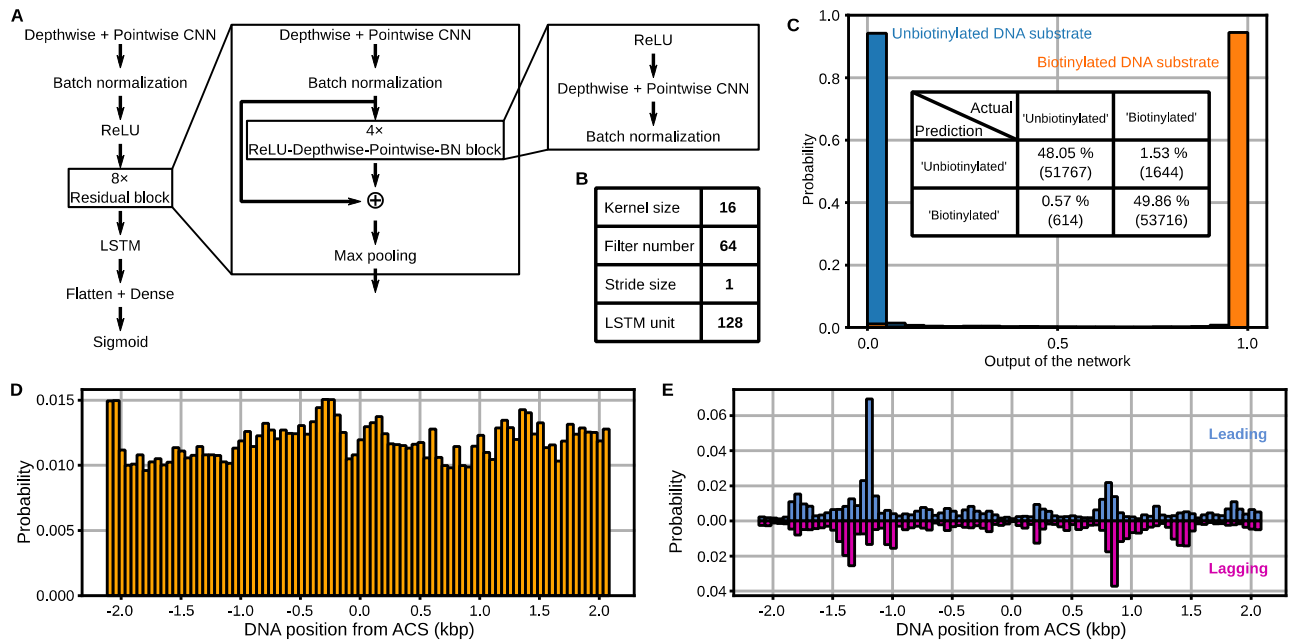 A
Depthwise + Pointwise CNN
Batch normalization
ReLU
8×
Residual block
LSTM
Flatten + Dense
Sigmoid
Depthwise + Pointwise CNN
Batch normalization
4×
ReLU-Depthwise-Pointwise-BN block
Max pooling
ReLU
Depthwise + Pointwise CNN
Batch normalization
B
Kernel size 16
Filter number 64
Stride size 1
LSTM unit 128
C
Unbiotinylated DNA substrate
Biotinylated DNA substrate
Actual
Prediction
'Unbiotinylated' 'Biotinylated'
'Unbiotinylated' 48.05 % 1.53 %
(51767) (1644)
'Biotinylated' 0.57 % 49.86 %
(614) (53716)
Probability
1.0
0.8
0.6
0.4
0.2
0.0
0.0 0.5 1.0
Output of the network
D
Probability
0.015
0.010
0.005
0.000
-2.0 -1.5 -1.0 -0.5 0.0 0.5 1.0 1.5 2.0
DNA position from ACS (kbp)
E
Probability
0.06
0.04
0.02
0.00
0.02
0.04
Leading
Lagging
-2.0 -1.5 -1.0 -0.5 0.0 0.5 1.0 1.5 2.0
DNA position from ACS (kbp)